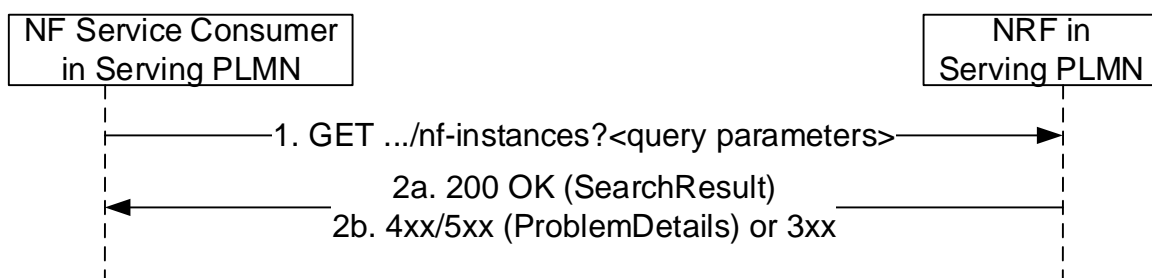 NF Service Consumer
in Serving PLMN
NRF in
Serving PLMN
1. GET .../nf-instances?<query parameters>
2a. 200 OK (SearchResult)
2b. 4xx/5xx (ProblemDetails) or 3xx